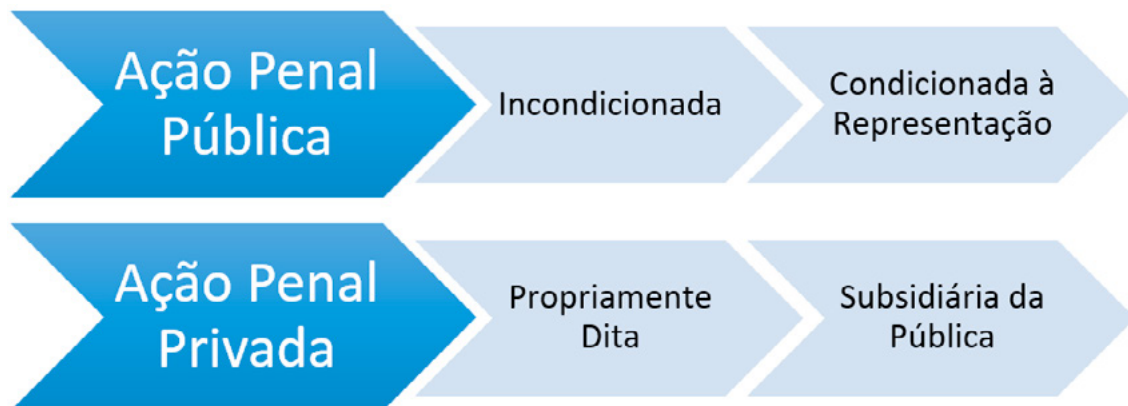 Ação Penal
Pública
Incondicionada
Condicionada à
Representação
Ação Penal
Privada
Propriamente
Dita
Subsidiária da
Pública